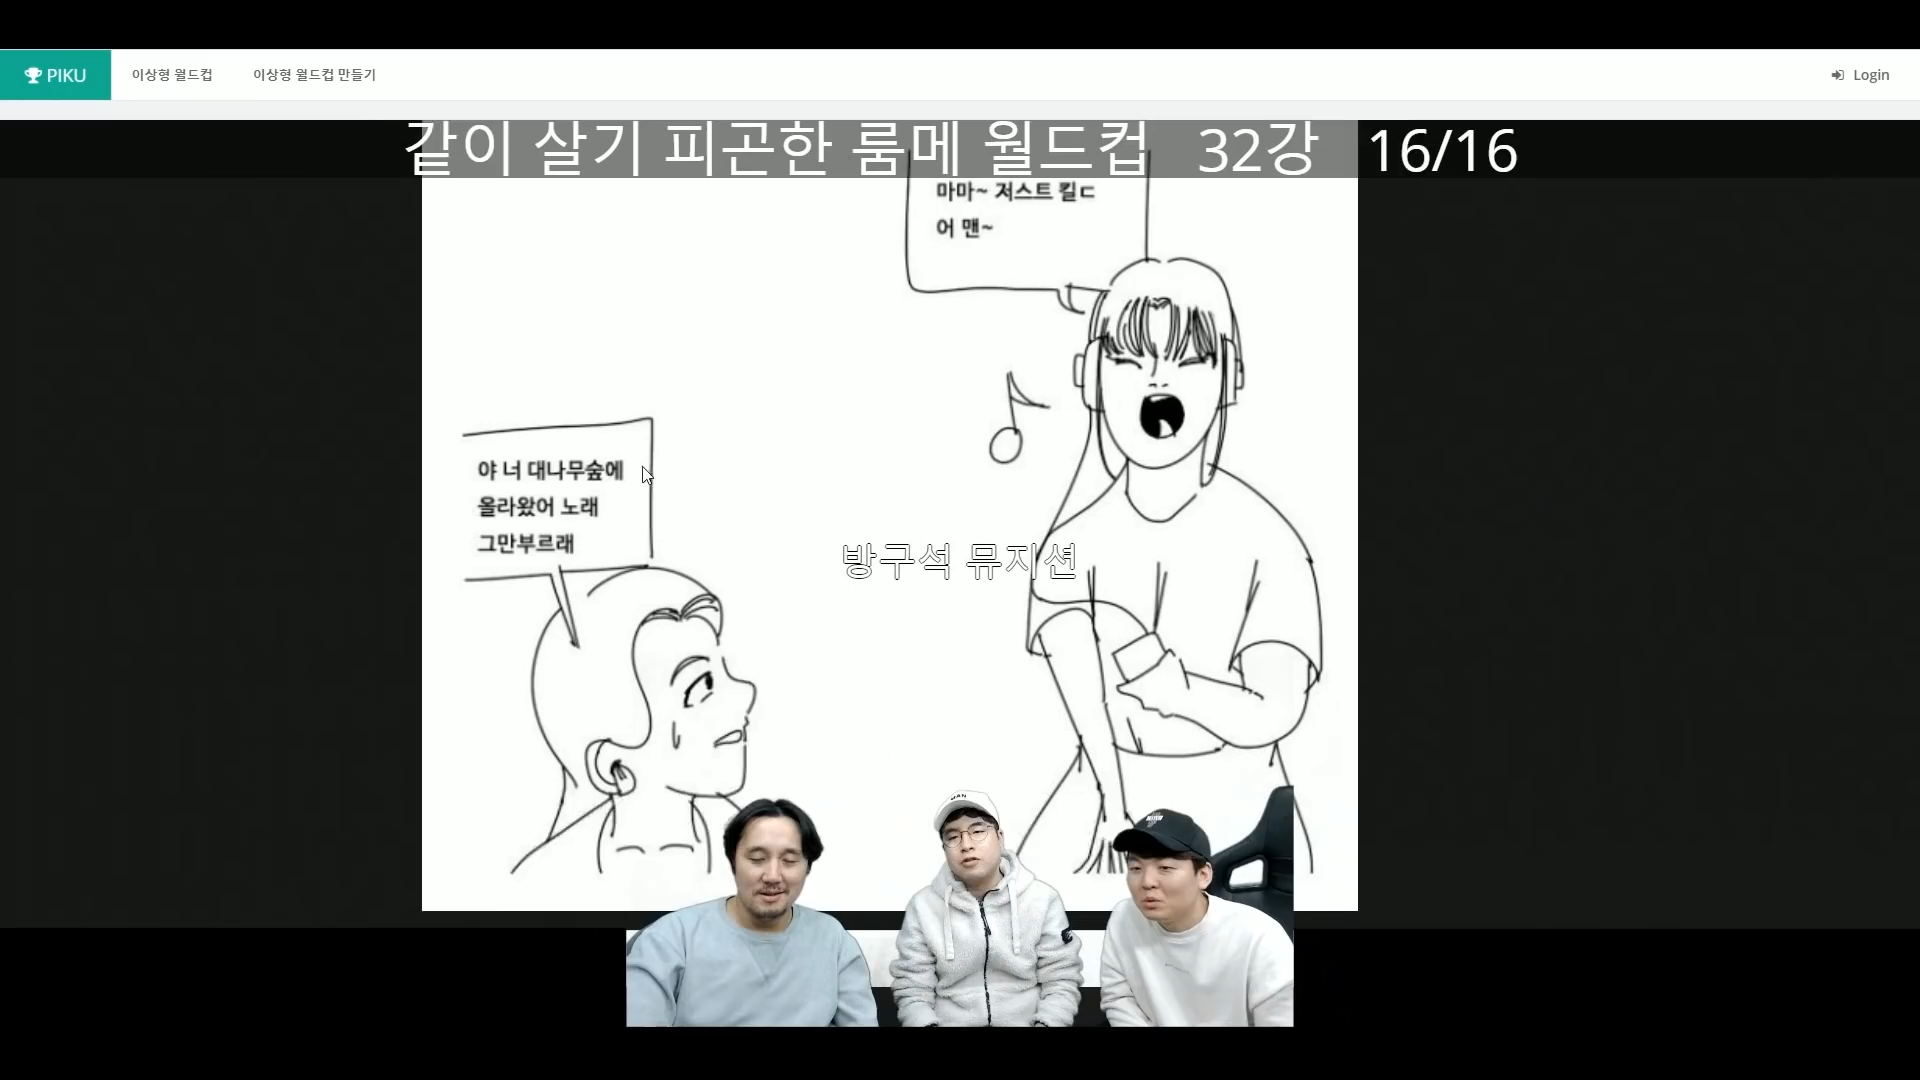 PIKU
이상형 월드컵
이상형 월드컵 만들기
Login
같이 살기 피곤한 룸메 월드컵 32강 16/16
마마~ 져스트 킬ㄷ
어 맨~
야 너 대나무숲에
올라왔어 노래
그만부르래
방구석 뮤지션